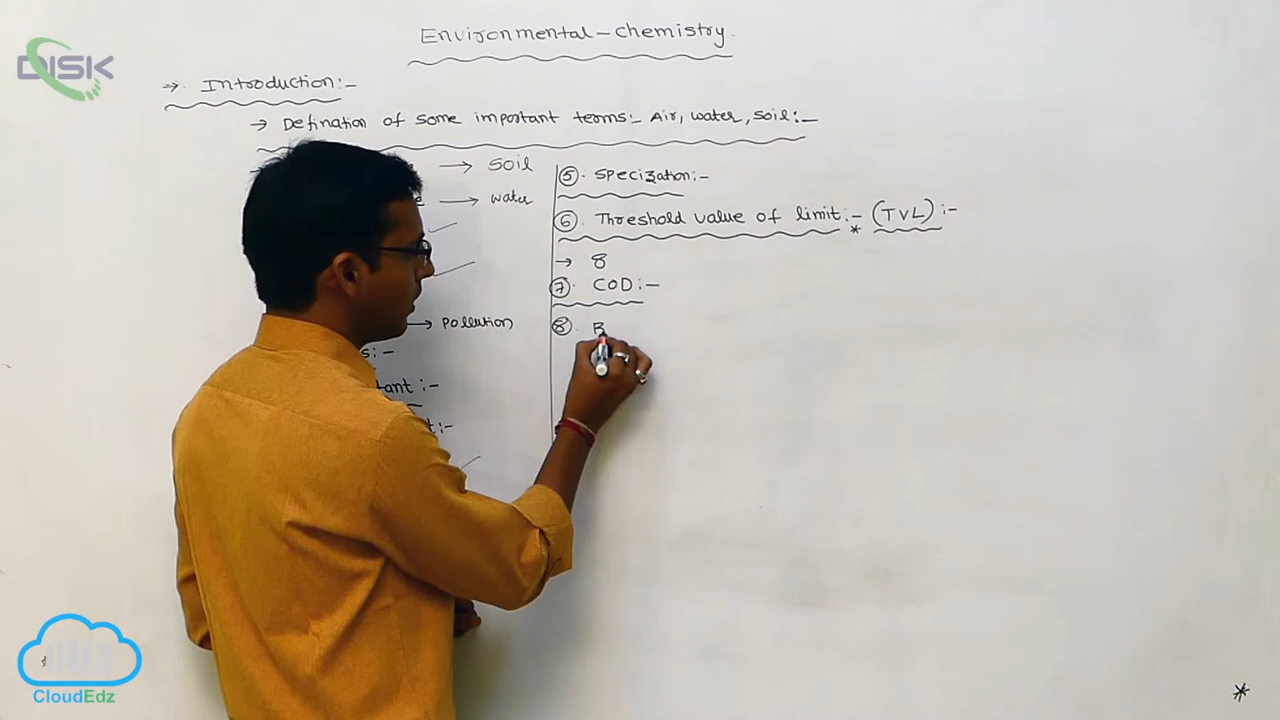 Environmental-chemistry.
DISK
→ Introduction:-
→ Defination of some important terms:- Air, water, soil:-
→ soil
→ water
→ pollution
s:-
tant:-
t:-
⑤. specization:-
⑥. Threshold value of limit:- (TVL):-
*
→ 8
⑦. COD:-
⑧. B
CloudEdz
*